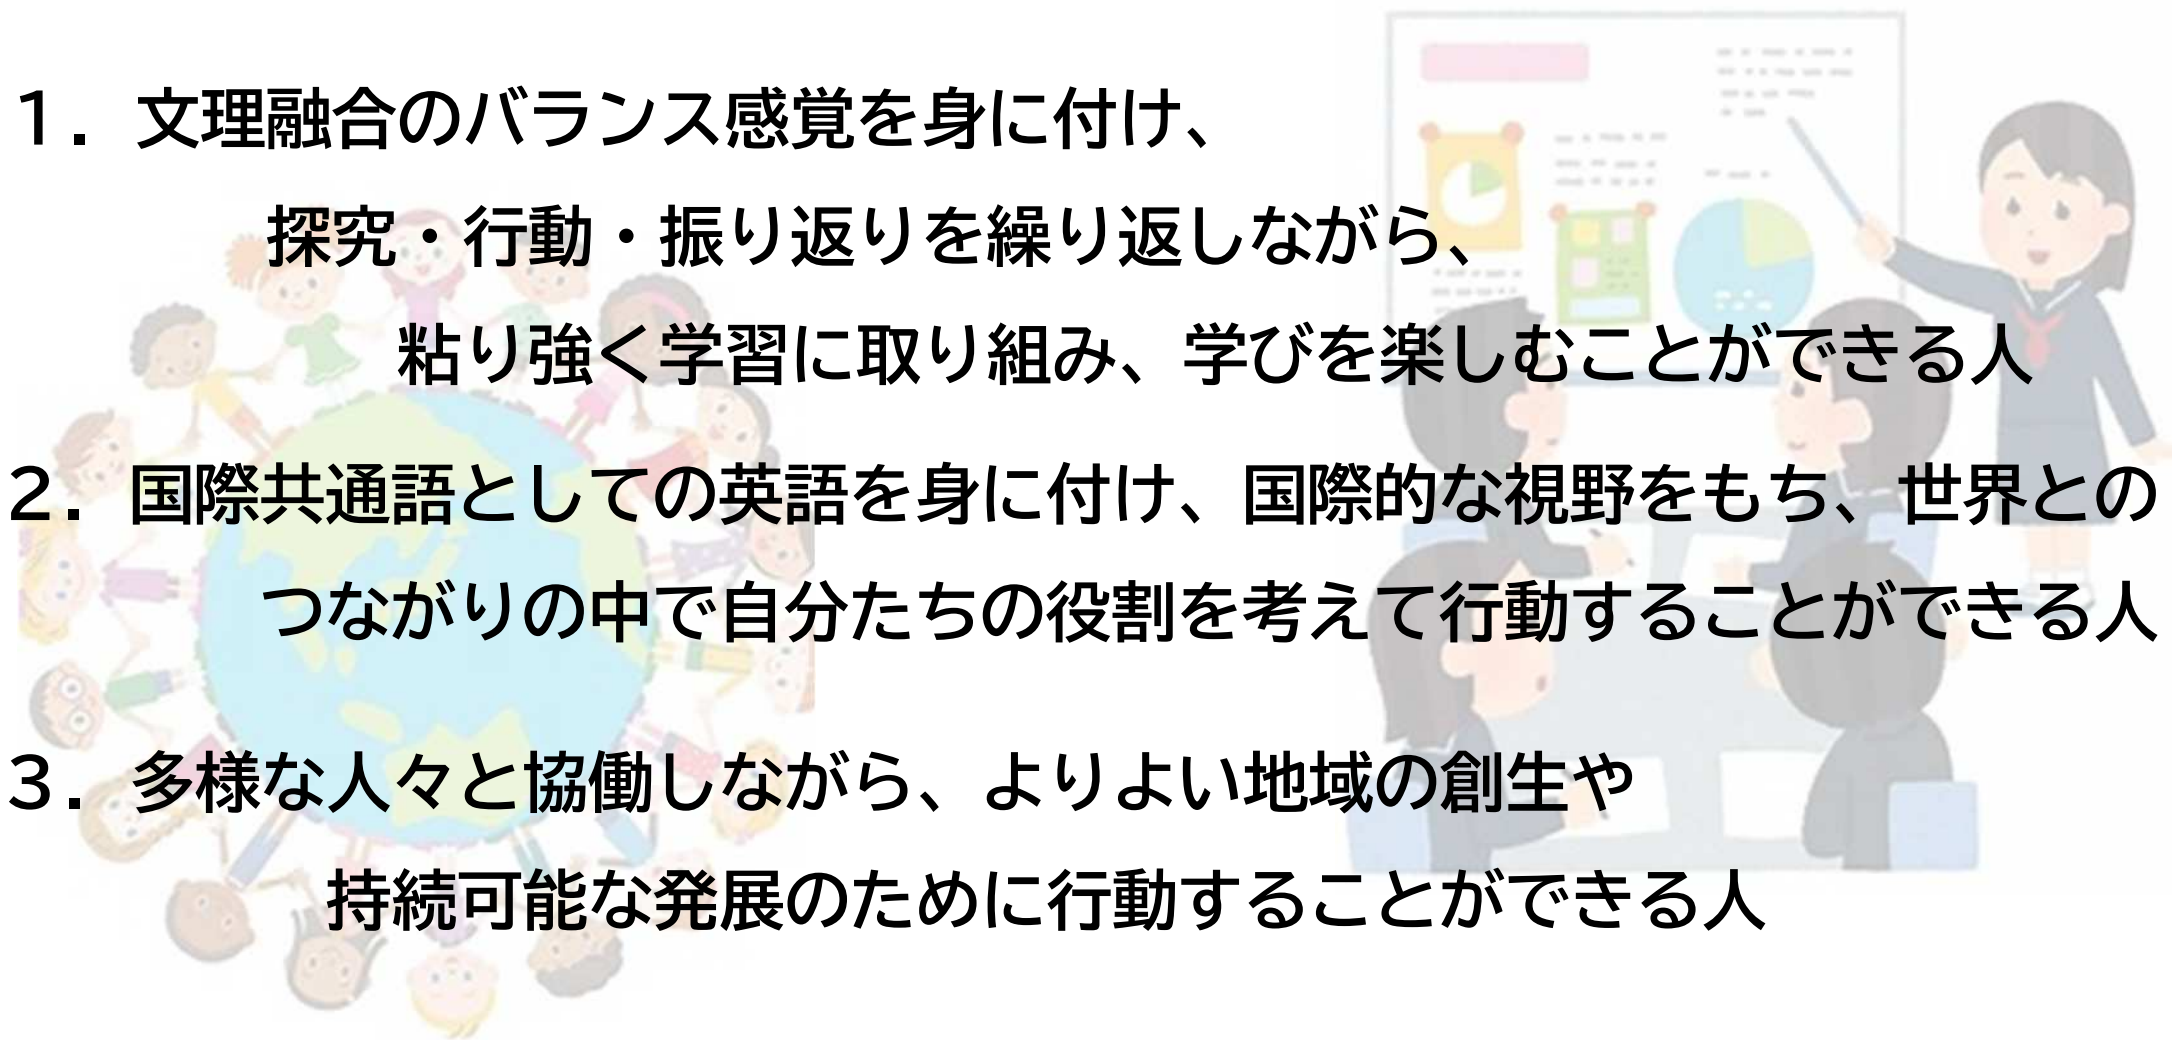 １．文理融合のバランス感覚を身に付け、
探究・行動・振り返りを繰り返しながら、
粘り強く学習に取り組み、学びを楽しむことができる人
２．国際共通語としての英語を身に付け、国際的な視野をもち、世界との
つながりの中で自分たちの役割を考えて行動することができる人
３．多様な人々と協働しながら、よりよい地域の創生や
持続可能な発展のために行動することができる人